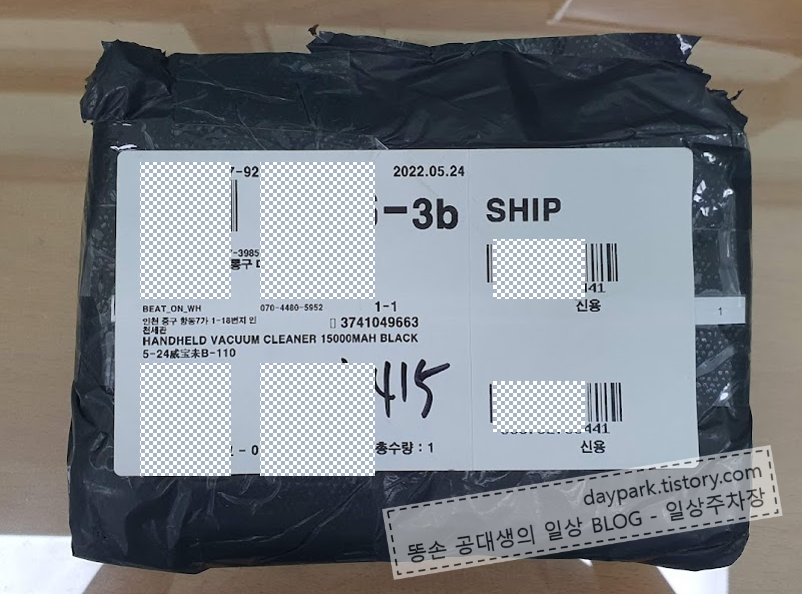 7-92
2022.05.24
-3b SHIP
-3985
룡구
441
BEAT_ON_WH 070-4480-5952 1-1
신용
인천 중구 항동7가 1-18번지 인
천세관
3741049663
HANDHELD VACUUM CLEANER 15000MAH BLACK
5-24威宝未B-110
1
415
441
- 0
총수량 : 1
신용
daypark.tistory.com
똥손 공대생의 일상 BLOG - 일상주차장